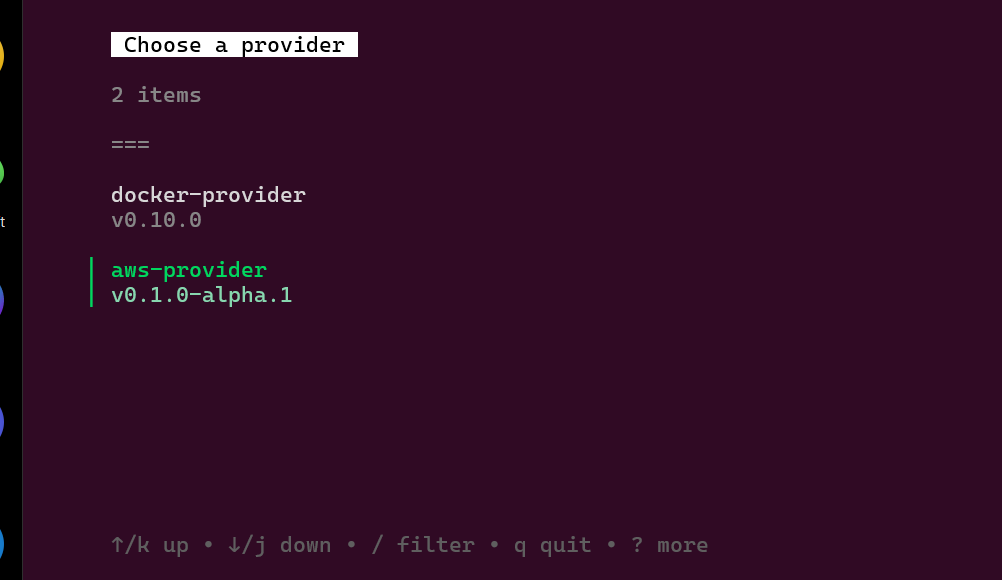 Choose a provider
2 items
===
docker-provider
v0.10.0
t
aws-provider
v0.1.0-alpha.1
↑/k up • ↓/j down • / filter • q quit • ? more